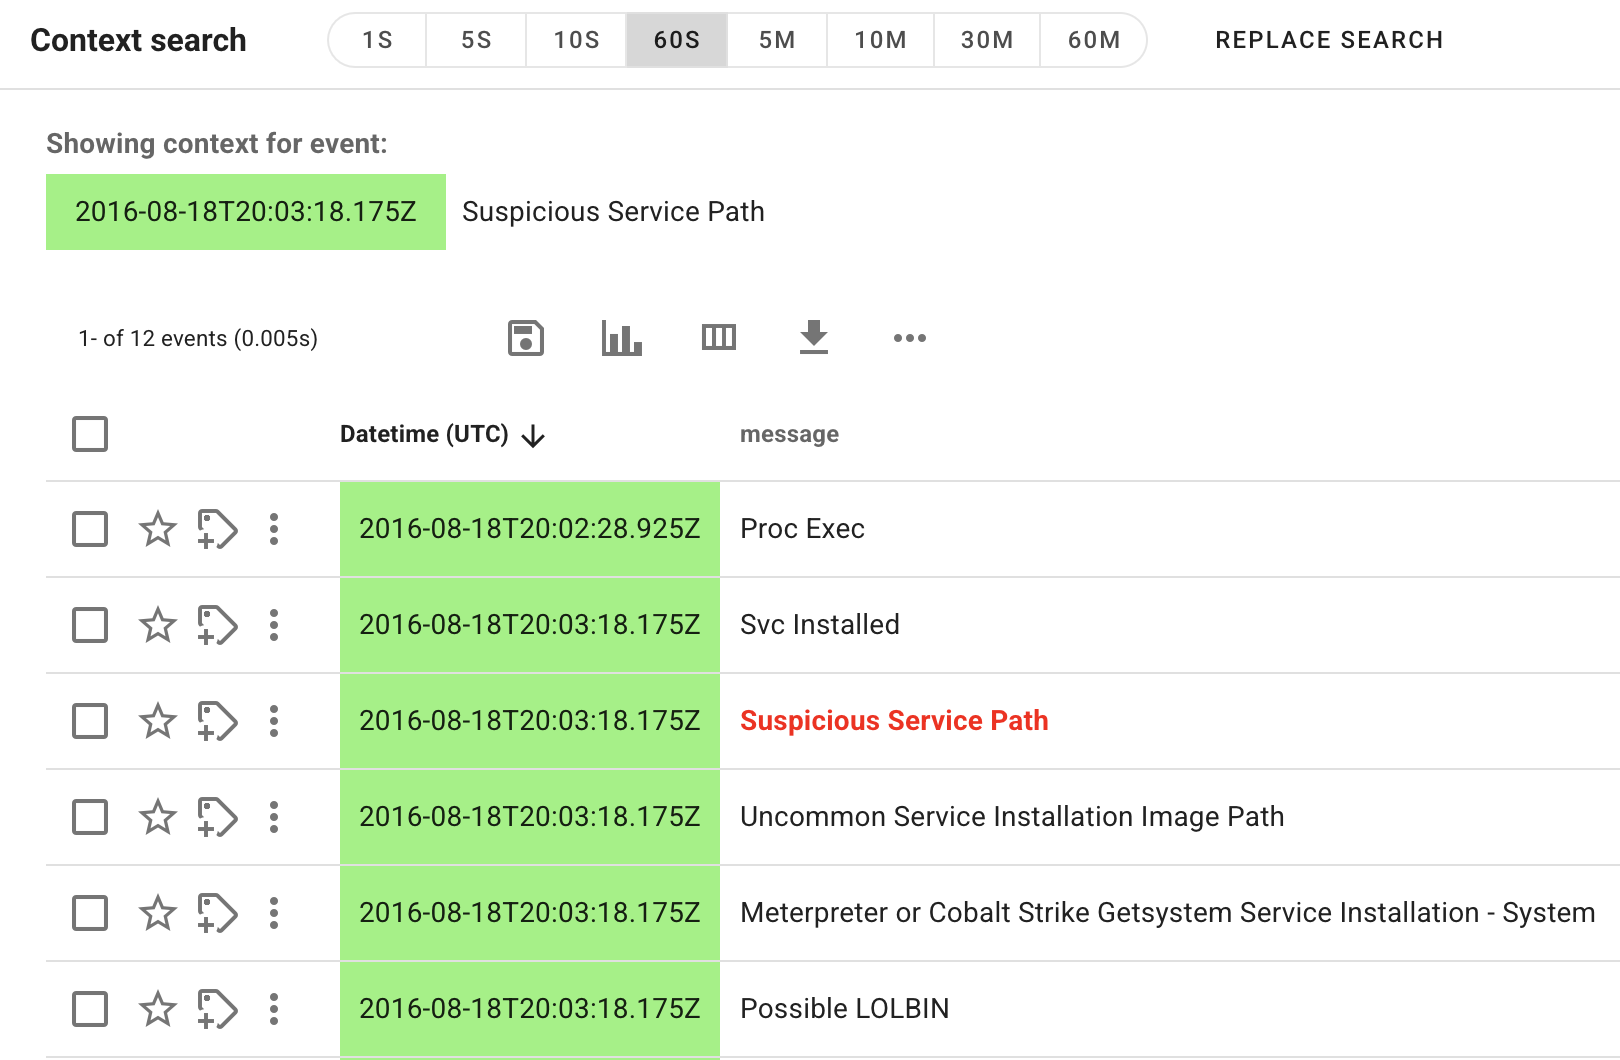 Context search
1S 5S 10S 60S 5M 10M 30M 60M
REPLACE SEARCH
Showing context for event:
2016-08-18T20:03:18.175Z Suspicious Service Path
1- of 12 events (0.005s)
Datetime (UTC) message
2016-08-18T20:02:28.925Z Proc Exec
2016-08-18T20:03:18.175Z Svc Installed
2016-08-18T20:03:18.175Z Suspicious Service Path
2016-08-18T20:03:18.175Z Uncommon Service Installation Image Path
2016-08-18T20:03:18.175Z Meterpreter or Cobalt Strike Getsystem Service Installation - System
2016-08-18T20:03:18.175Z Possible LOLBIN